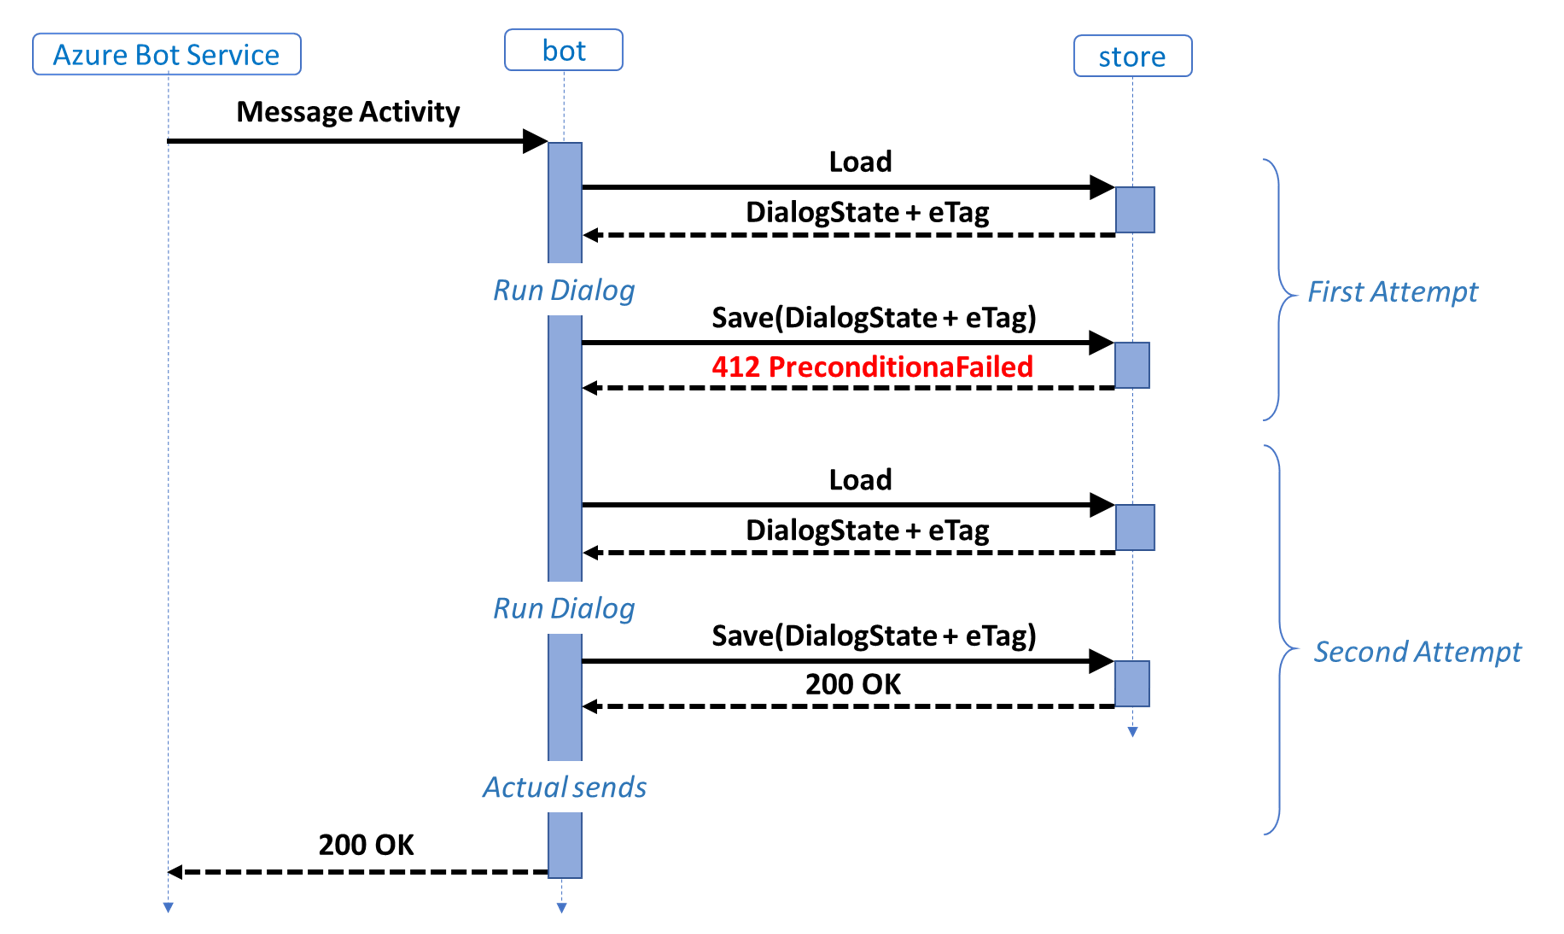 Azure Bot Service
bot
store
Message Activity
Load
DialogState + eTag
Run Dialog
First Attempt
Save(DialogState + eTag)
412 PreconditionaFailed
Load
DialogState + eTag
Run Dialog
Save(DialogState + eTag)
Second Attempt
200 OK
Actual sends
200 OK